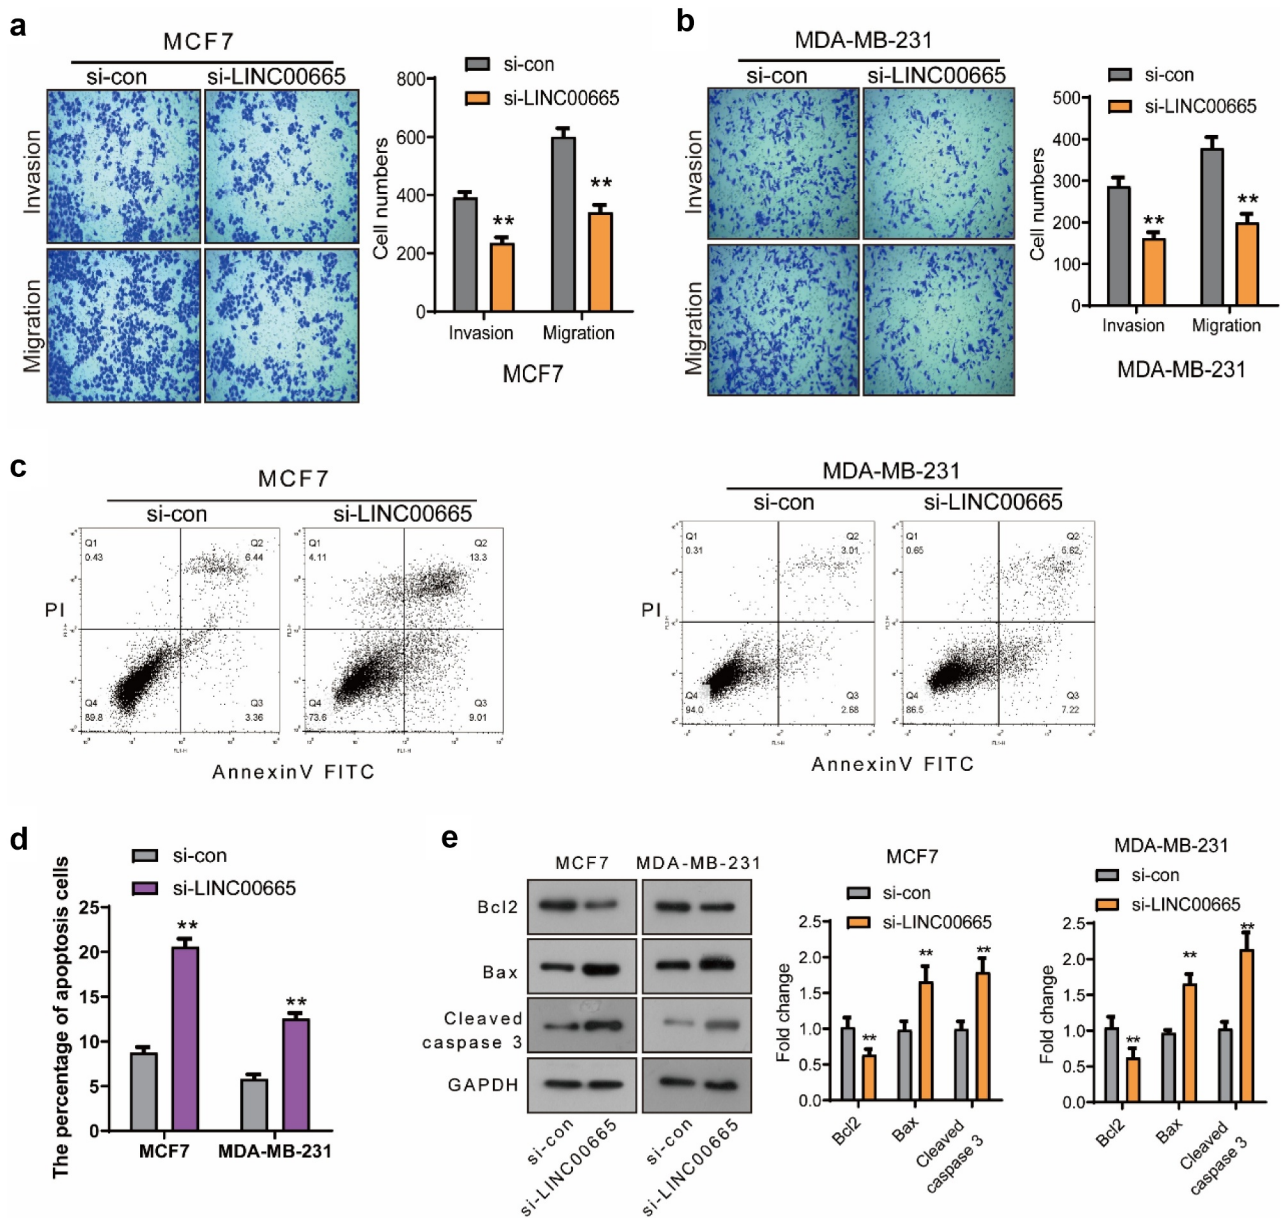 a
MCF7
si-con si-LINC00665
Invasion
Migration
si-con
si-LINC00665
Cell numbers
800
600
400
200
0
**
**
Invasion Migration
MCF7
b
MDA-MB-231
si-con si-LINC00665
Invasion
Migration
si-con
si-LINC00665
Cell numbers
500
400
300
200
100
0
**
**
Invasion Migration
MDA-MB-231
c
MCF7
si-con si-LINC00665
PI
Q1
0.43
Q2
6.44
Q4
89.8
Q3
3.36
Q1
4.11
Q2
13.3
Q4
73.6
Q3
9.01
FL1-H FL1-H
AnnexinV FITC
MDA-MB-231
si-con si-LINC00665
PI
Q1
0.31
Q2
3.01
Q4
94.0
Q3
2.68
Q1
0.65
Q2
6.62
Q4
86.5
Q3
7.22
FL1-H FL1-H
AnnexinV FITC
d
si-con
si-LINC00665
The percentage of apoptosis cells
25
20
15
10
5
0
**
**
MCF7 MDA-MB-231
e
MCF7 MDA-MB-231
Bcl2
Bax
Cleaved
caspase 3
GAPDH
si-con
si-LINC00665
si-con
si-LINC00665
MCF7
si-con
si-LINC00665
Fold change
2.5
2.0
1.5
1.0
0.5
0.0
**
**
**
Bcl2
Bax
Cleaved
caspase 3
MDA-MB-231
si-con
si-LINC00665
Fold change
2.5
2.0
1.5
1.0
0.5
0.0
**
**
**
Bcl2
Bax
Cleaved
caspase 3